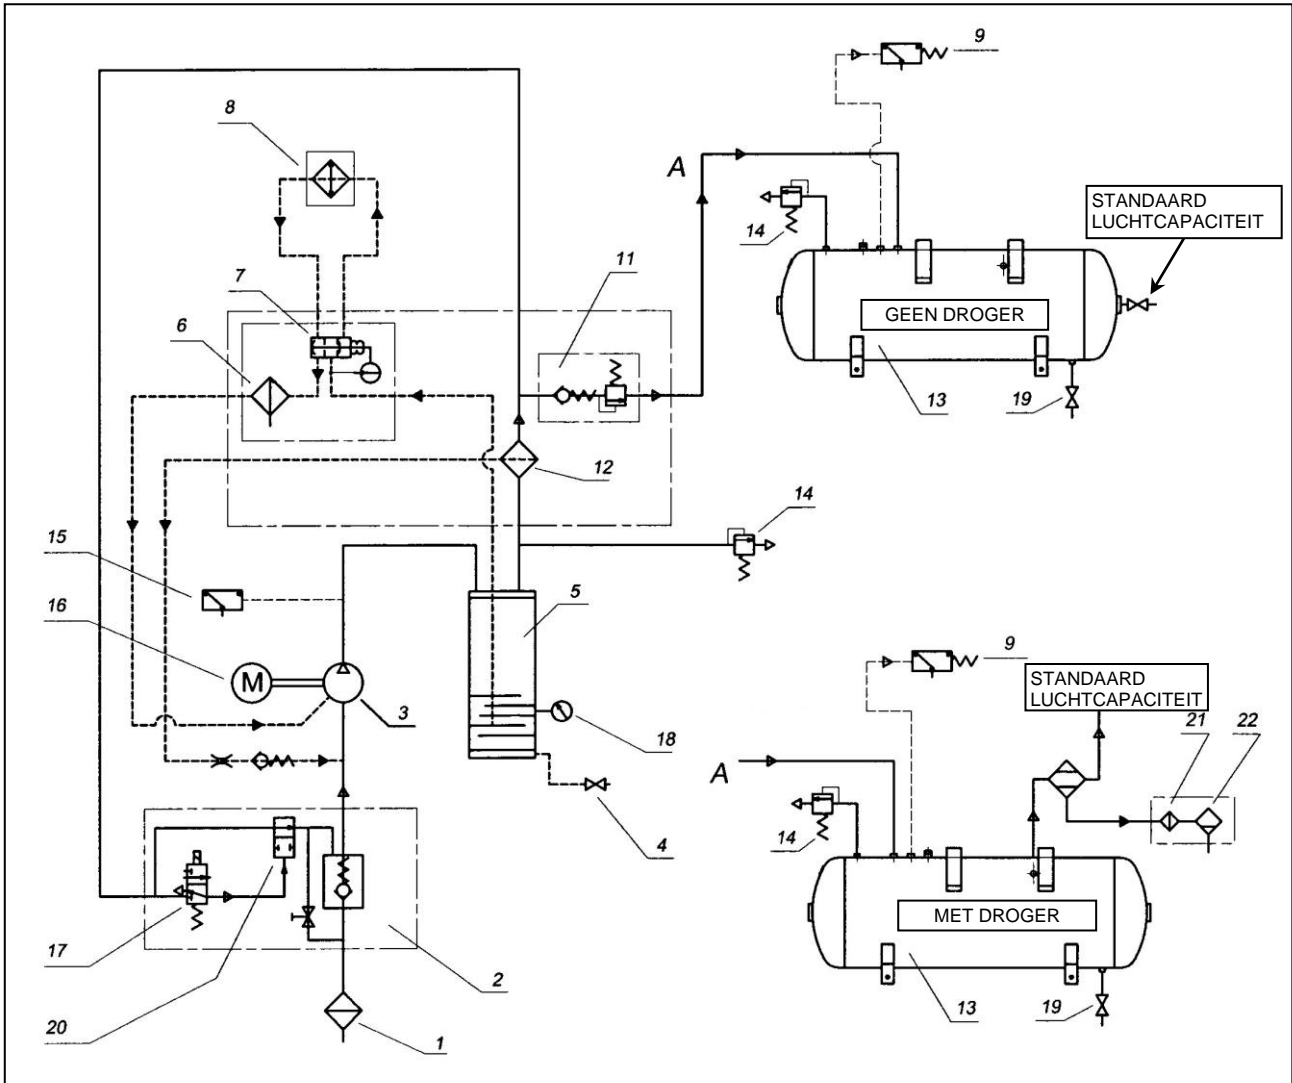 9
8
A
STANDAARD
LUCHTCAPACITEIT
14
7
11
6
GEEN DROGER
13
19
12
14
15
5
16
M
3
18
9
STANDAARD
LUCHTCAPACITEIT
21
22
A
4
14
17
MET DROGER
2
20
1
13
19